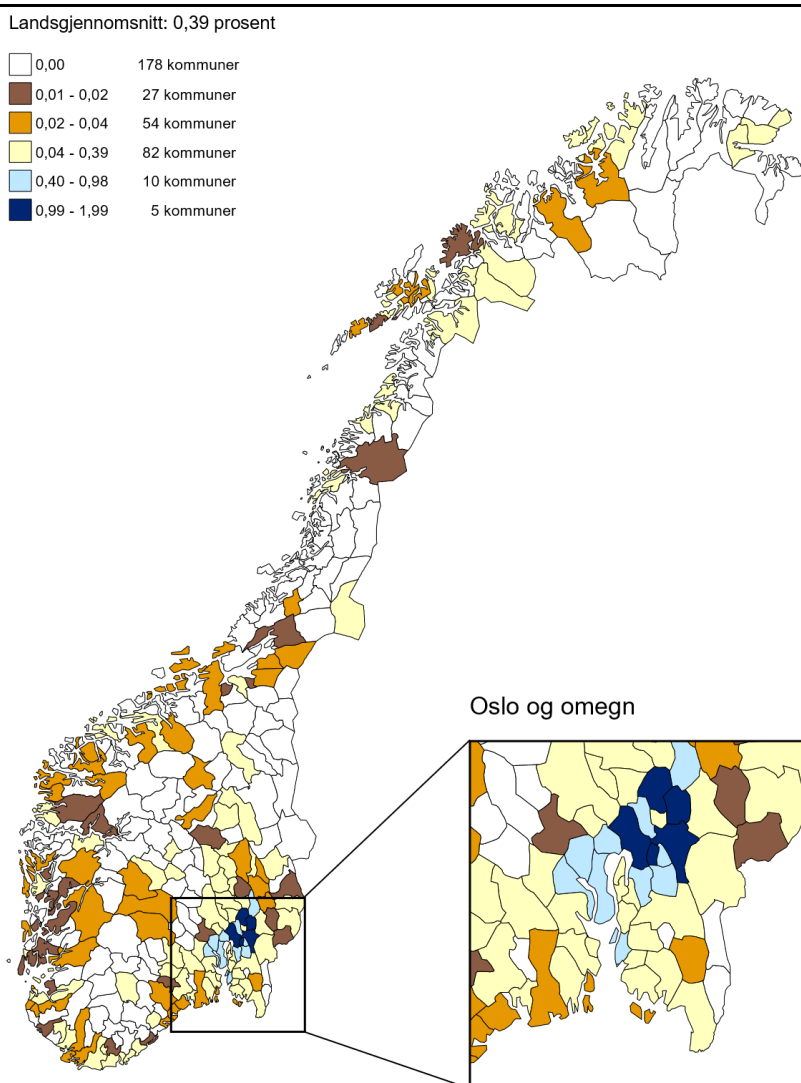 Landsgjennomsnitt: 0,39 prosent
0,00 178 kommuner
0,01 - 0,02 27 kommuner
0,02 - 0,04 54 kommuner
0,04 - 0,39 82 kommuner
0,40 - 0,98 10 kommuner
0,99 - 1,99 5 kommuner
Oslo og omegn